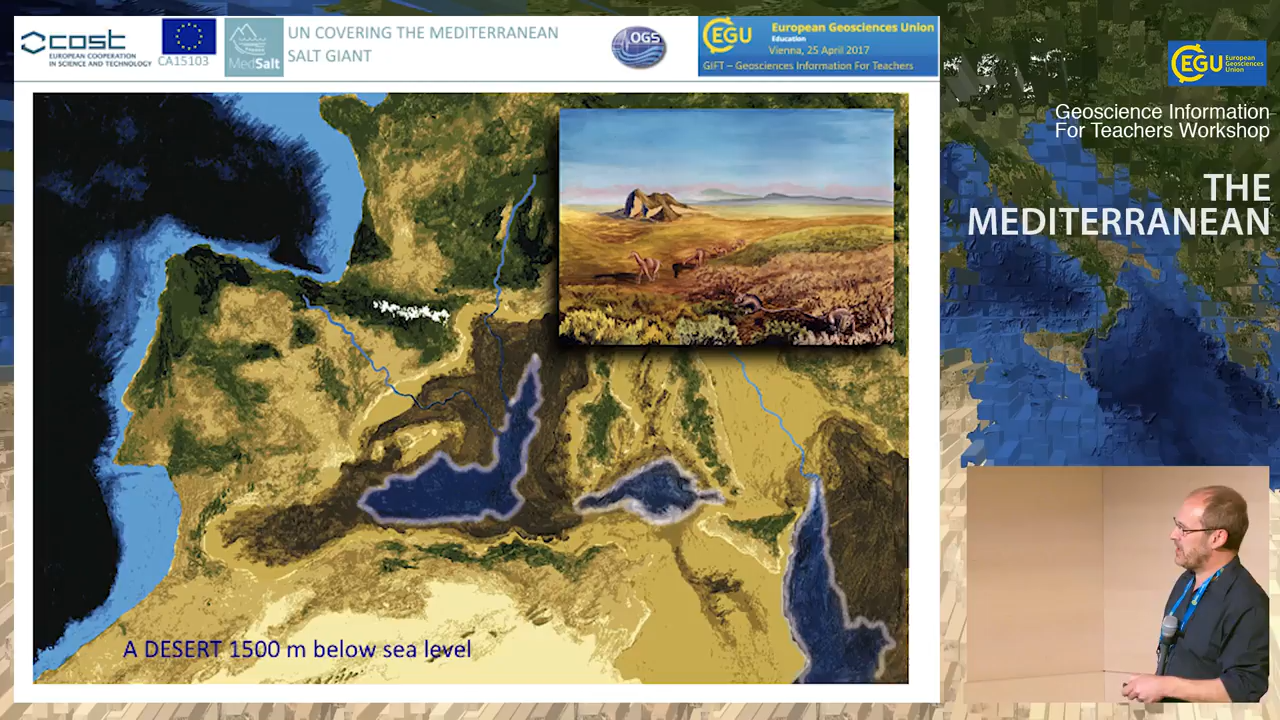 cost
EUROPEAN COOPERATION
IN SCIENCE AND TECHNOLOGY
CA15103
MedSalt
UN COVERING THE MEDITERRANEAN
SALT GIANT
OGS
EGU
European Geosciences Union
Education
Vienna, 25 April 2017
GIFT – Geosciences Information For Teachers
EGU
European
Geosciences
Union
Geoscience Information
For Teachers Workshop
THE
MEDITERRANEAN
A DESERT 1500 m below sea level